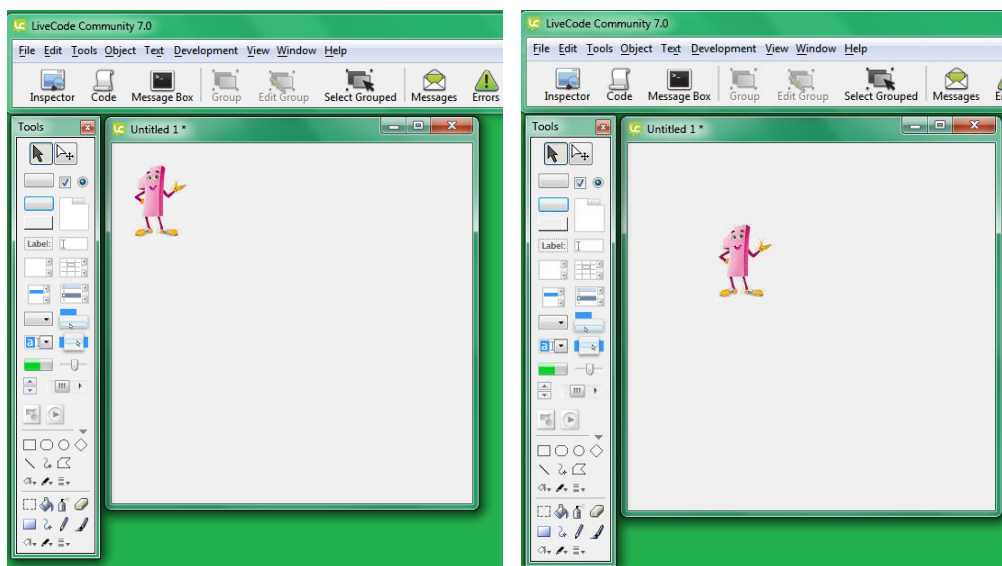 LiveCode Community 7.0
File Edit Tools Object Text Development View Window Help
Inspector Code Message Box Group Edit Group Select Grouped Messages Errors
Tools
Untitled 1 *
Label:
LiveCode Community 7.0
File Edit Tools Object Text Development View Window Help
Inspector Code Message Box Group Edit Group Select Grouped Messages
Tools
Untitled 1 *
Label: